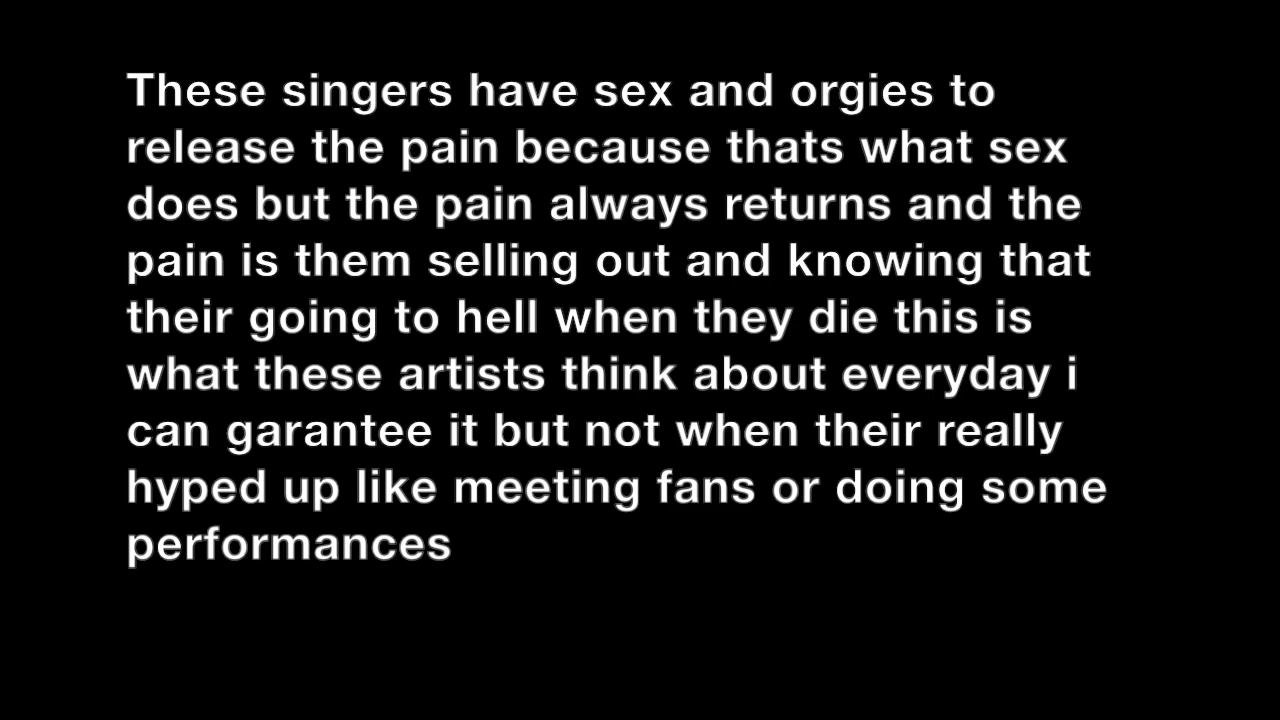 These singers have sex and orgies to
release the pain because thats what sex
does but the pain always returns and the
pain is them selling out and knowing that
their going to hell when they die this is
what these artists think about everyday i
can garantee it but not when their really
hyped up like meeting fans or doing some
performances